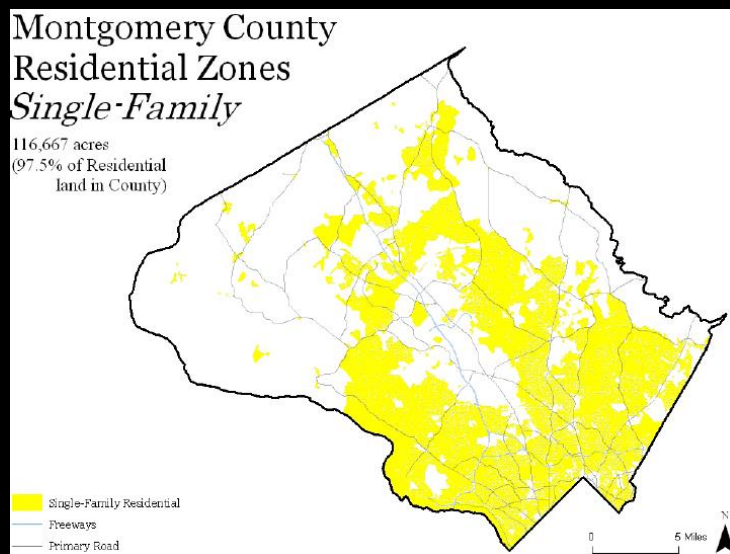 Montgomery County
Residential Zones
Single-Family
116,667 acres
(97.5% of Residential
land in County)
Single-Family Residential
Freeways
Primary Road
0 5 Miles
N